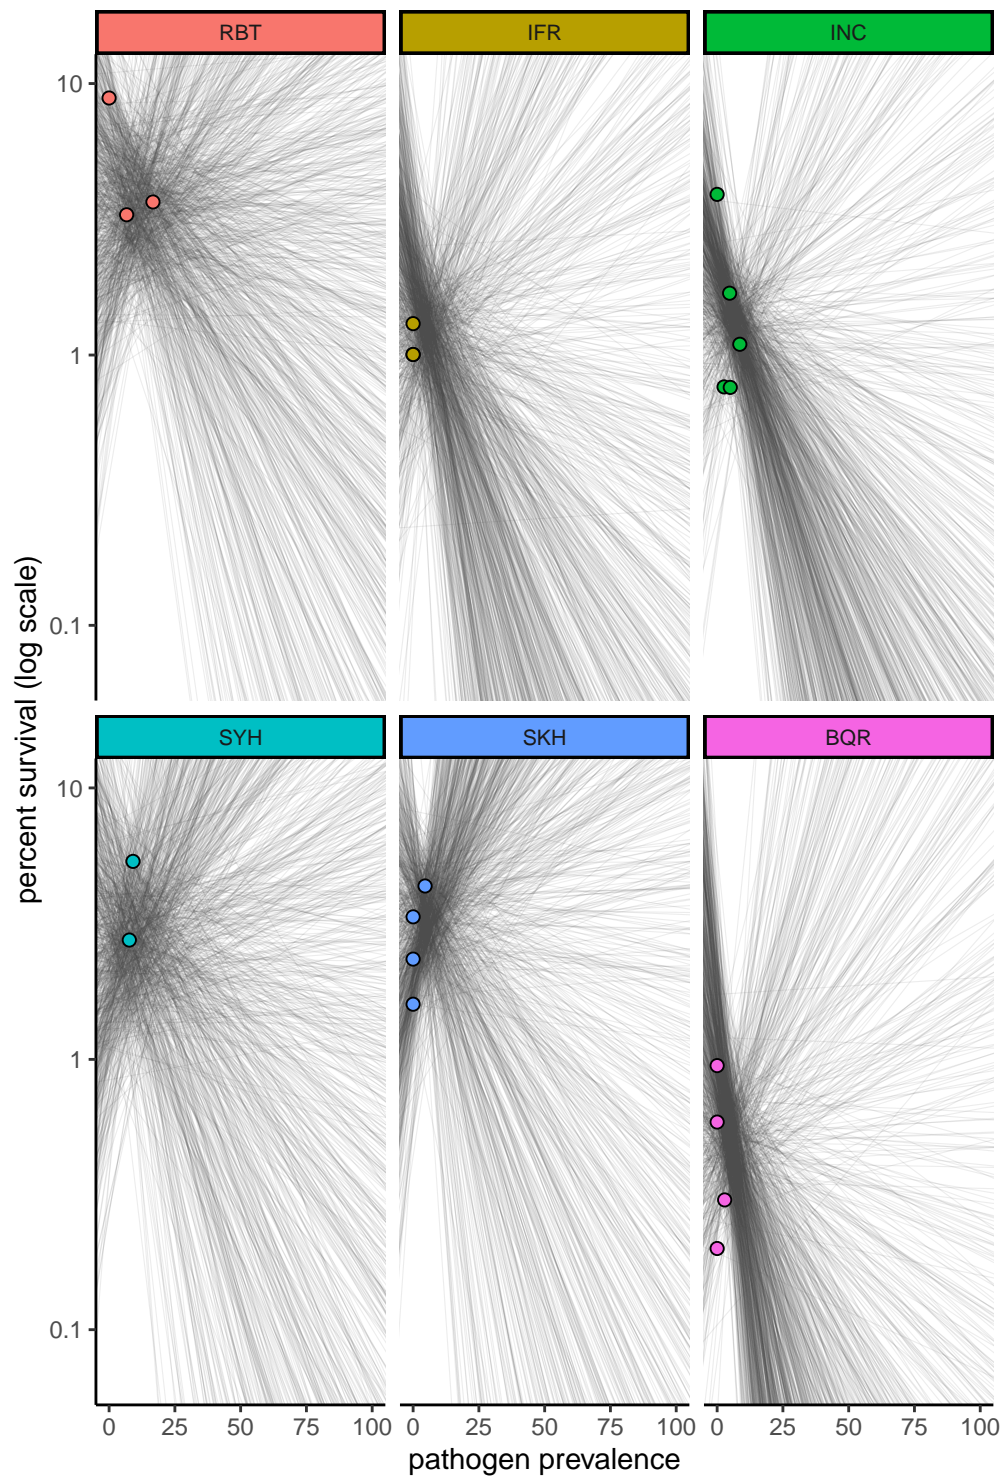 RBT IFR INC
10
1
0.1
SYH SKH BQR
10
1
0.1
0 25 50 75 100 0 25 50 75 100 0 25 50 75 100
pathogen prevalence
percent survival (log scale)